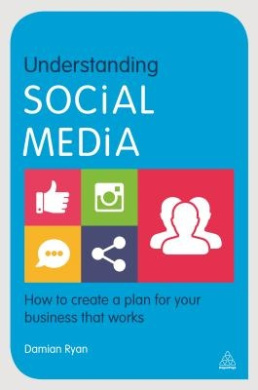 Understanding
SOCiAL
MEDiA
How to create a plan for your
business that works
Damian Ryan